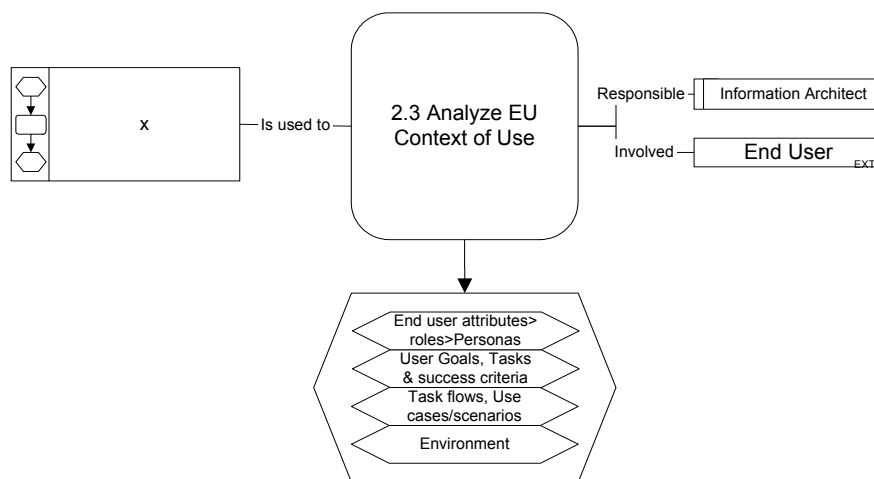 2.3 Analyze EU
Context of Use
x
Is used to
Responsible
Information Architect
Involved
End User
EXT
End user attributes>
roles>Personas
User Goals, Tasks
& success criteria
Task flows, Use
cases/scenarios
Environment